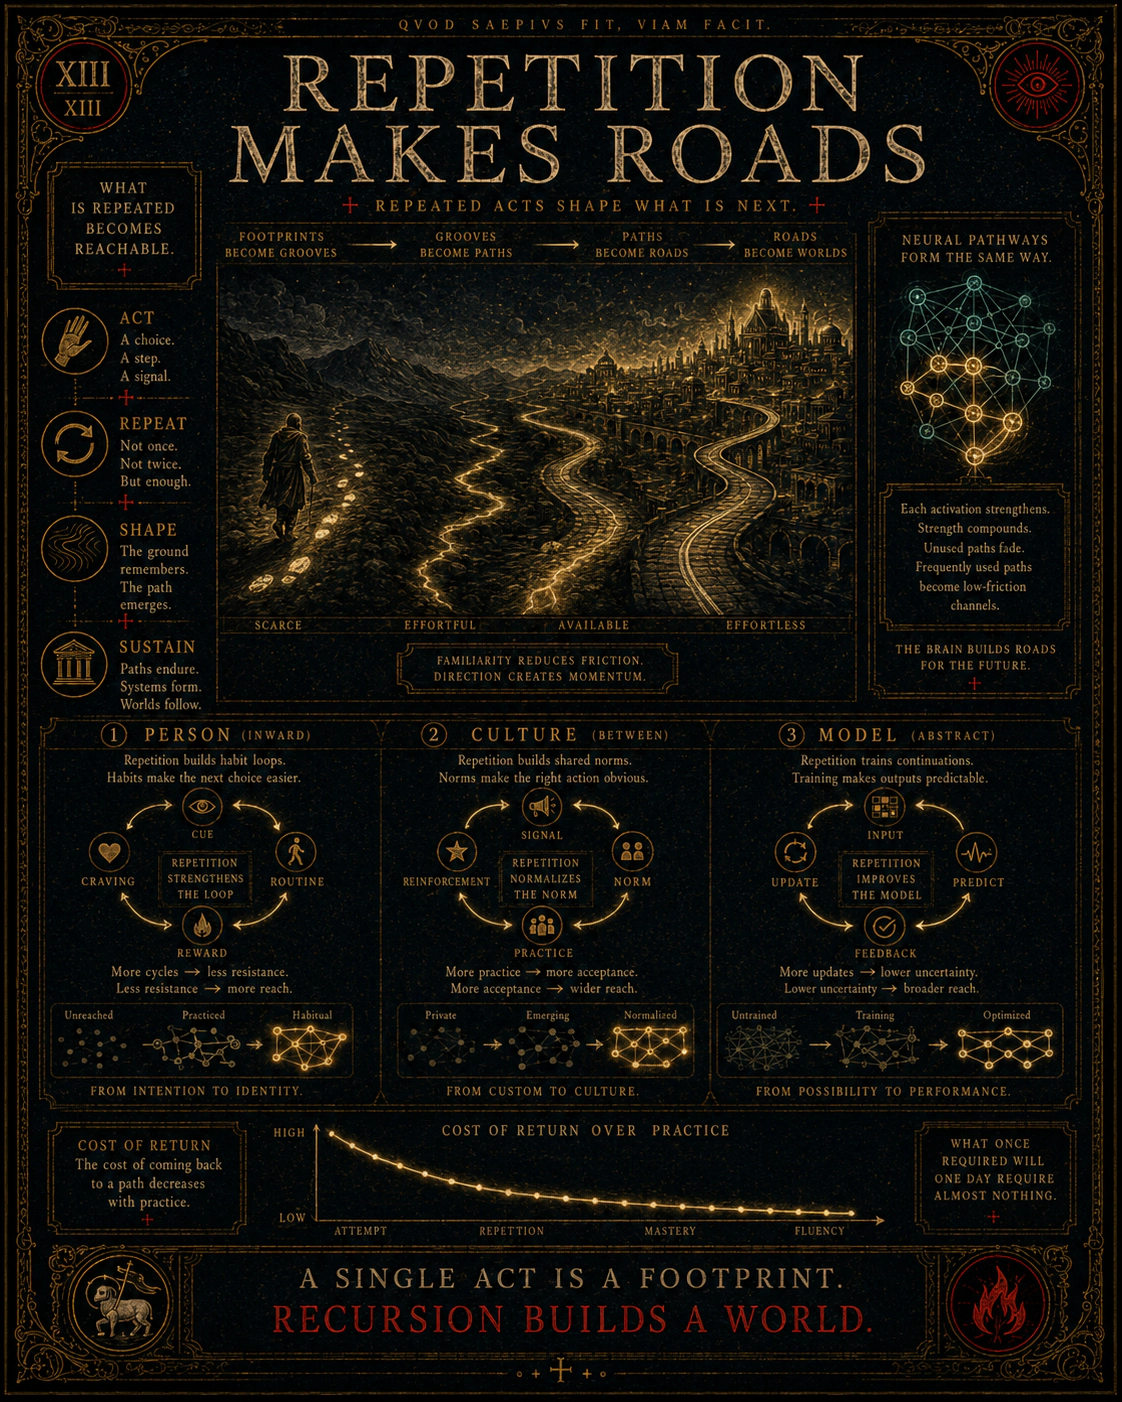 QVOD SAEPIVS FIT, VIAM FACIT.
XIII
XIII
REPETITION
MAKES ROADS
REPEATED ACTS SHAPE WHAT IS NEXT.
WHAT
IS REPEATED
BECOMES
REACHABLE.
ACT
A choice.
A step.
A signal.
REPEAT
Not once.
Not twice.
But enough.
SHAPE
The ground
remembers.
The path
emerges.
SUSTAIN
Paths endure.
Systems form.
Worlds follow.
FOOTPRINTS
BECOME GROOVES
GROOVES
BECOME PATHS
PATHS
BECOME ROADS
ROADS
BECOME WORLDS
SCARCE
EFFORTFUL
AVAILABLE
EFFORTLESS
FAMILIARITY REDUCES FRICTION.
DIRECTION CREATES MOMENTUM.
NEURAL PATHWAYS
FORM THE SAME WAY.
Each activation strengthens.
Strength compounds.
Unused paths fade.
Frequently used paths
become low-friction
channels.
THE BRAIN BUILDS ROADS
FOR THE FUTURE.
1 PERSON (INWARD)
Repetition builds habit loops.
Habits make the next choice easier.
CUE
CRAVING
ROUTINE
REPETITION
STRENGTHENS
THE LOOP
REWARD
More cycles → less resistance.
Less resistance → more reach.
Unreached
Practiced
Habitual
FROM INTENTION TO IDENTITY.
2 CULTURE (BETWEEN)
Repetition builds shared norms.
Norms make the right action obvious.
SIGNAL
REINFORCEMENT
NORM
REPETITION
NORMALIZES
THE NORM
PRACTICE
More practice → more acceptance.
More acceptance → wider reach.
Private
Emerging
Normalized
FROM CUSTOM TO CULTURE.
3 MODEL (ABSTRACT)
Repetition trains continuations.
Training makes outputs predictable.
INPUT
UPDATE
PREDICT
REPETITION
IMPROVES
THE MODEL
FEEDBACK
More updates → lower uncertainty.
Lower uncertainty → broader reach.
Untrained
Training
Optimized
FROM POSSIBILITY TO PERFORMANCE.
COST OF RETURN
The cost of coming back
to a path decreases
with practice.
COST OF RETURN OVER PRACTICE
HIGH
LOW
ATTEMPT
REPETTION
MASTERY
FLUENCY
WHAT ONCE
REQUIRED WILL
ONE DAY REQUIRE
ALMOST NOTHING.
A SINGLE ACT IS A FOOTPRINT.
RECURSION BUILDS A WORLD.